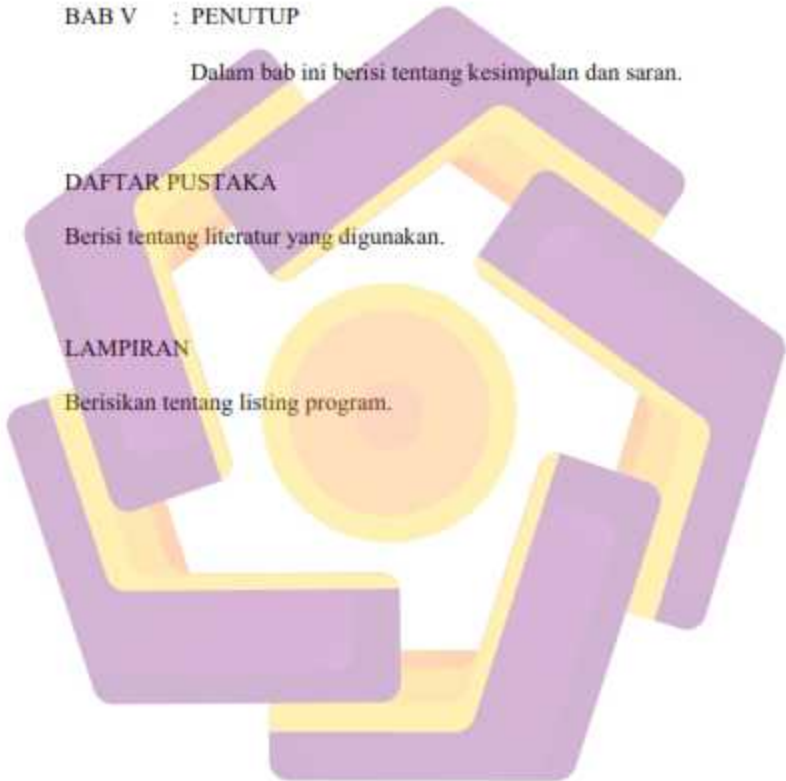 BAB V : PENUTUP
Dalam bab ini berisi tentang kesimpulan dan saran.
DAFTAR PUSTAKA
Berisi tentang literatur yang digunakan.
LAMPIRAN
Berisikan tentang listing program.